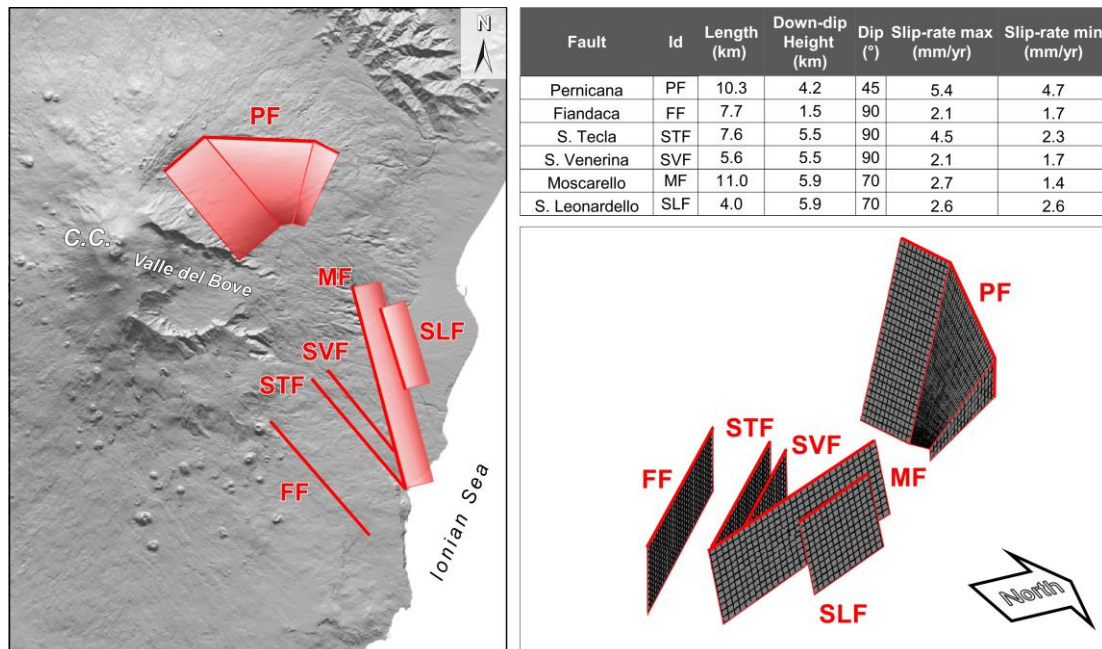 N
PF
C.C.
Valle del Bove
MF
SLF
SVF
STF
FF
Ionian Sea
Fault Id Length (km) Down-dip Height (km) Dip (°) Slip-rate max (mm/yr) Slip-rate min (mm/yr)
Pernicana PF 10.3 4.2 45 5.4 4.7
Fiandaca FF 7.7 1.5 90 2.1 1.7
S. Tecla STF 7.6 5.5 90 4.5 2.3
S. Venerina SVF 5.6 5.5 90 2.1 1.7
Moscarello MF 11.0 5.9 70 2.7 1.4
S. Leonardello SLF 4.0 5.9 70 2.6 2.6
PF
STF
SVF
FF
MF
SLF
North